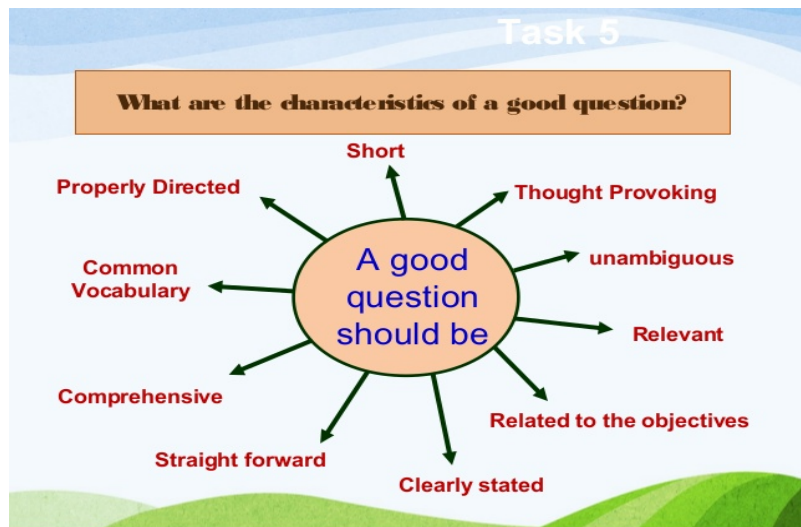 Task 5
What are the characteristics of a good question?
Short
Properly Directed
Thought Provoking
Common
Vocabulary
unambiguous
A good
question
should be
Relevant
Comprehensive
Related to the objectives
Straight forward
Clearly stated